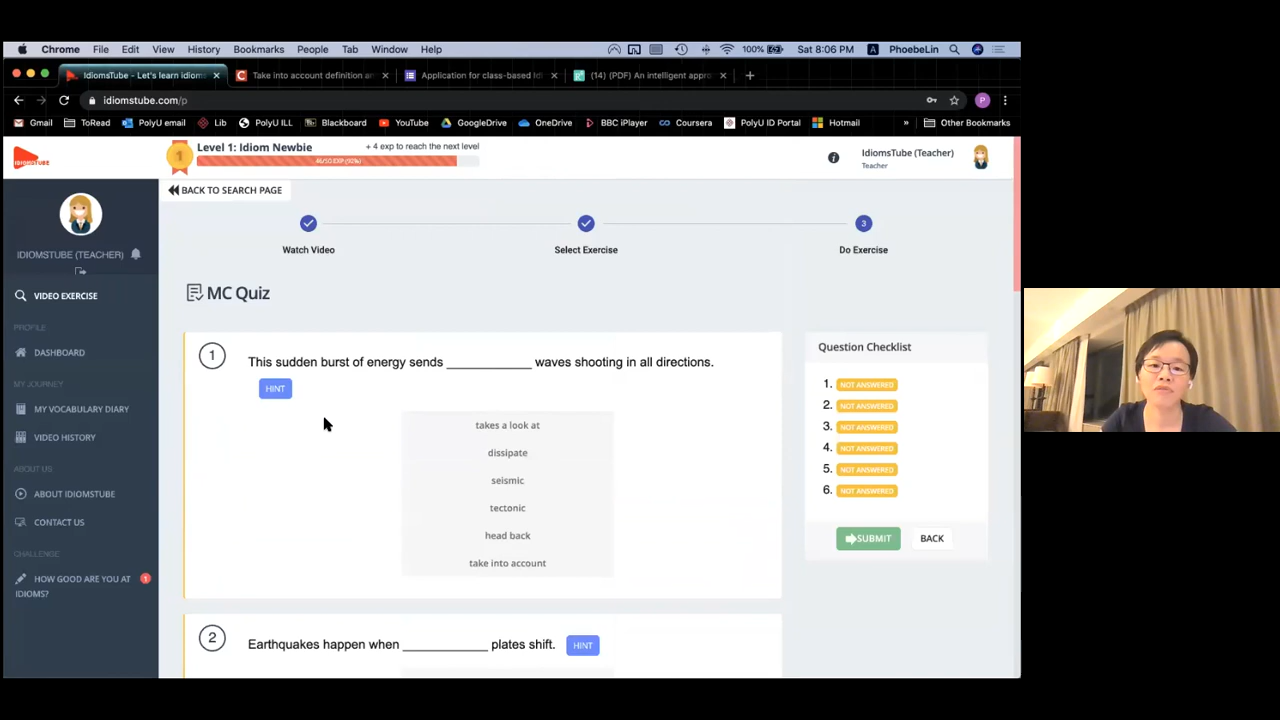 Chrome File Edit View History Bookmarks People Tab Window Help 100% Sat 8:06 PM A PhoebeLin
IdiomsTube - Let's learn idioms Take into account definition an Application for class-based Idi (14) (PDF) An intelligent appro
idiomstube.com/p P
Gmail ToRead PolyU email Lib PolyU ILL Blackboard YouTube GoogleDrive OneDrive BBC iPlayer Coursera PolyU ID Portal Hotmail » Other Bookmarks
IDIOMSTUBE
1
Level 1: Idiom Newbie + 4 exp to reach the next level
IdiomsTube (Teacher)
Teacher
BACK TO SEARCH PAGE
IDIOMSTUBE (TEACHER)
VIDEO EXERCISE
PROFILE
DASHBOARD
MY JOURNEY
MY VOCABULARY DIARY
VIDEO HISTORY
ABOUT US
ABOUT IDIOMSTUBE
CONTACT US
CHALLENGE
HOW GOOD ARE YOU AT IDIOMS? 1
3
Watch Video Select Exercise Do Exercise
MC Quiz
1 This sudden burst of energy sends ____________ waves shooting in all directions.
HINT
takes a look at
dissipate
seismic
tectonic
head back
take into account
2 Earthquakes happen when ____________ plates shift. HINT
Question Checklist
1. NOT ANSWERED
2. NOT ANSWERED
3. NOT ANSWERED
4. NOT ANSWERED
5. NOT ANSWERED
6. NOT ANSWERED
SUBMIT BACK